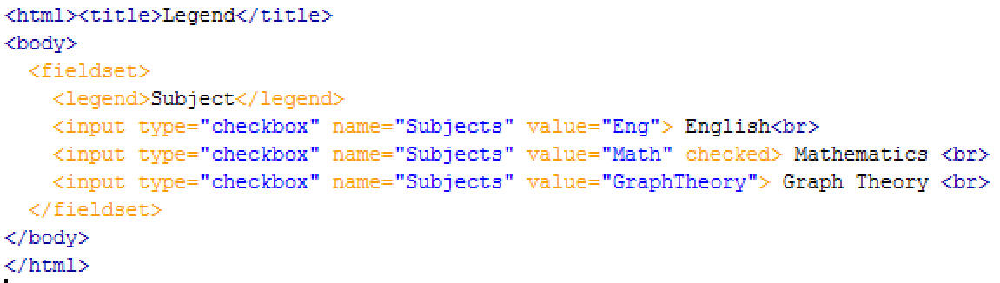 <html><title>Legend</title>
<body>
<fieldset>
<legend>Subject</legend>
<input type="checkbox" name="Subjects" value="Eng"> English<br>
<input type="checkbox" name="Subjects" value="Math" checked> Mathematics <br>
<input type="checkbox" name="Subjects" value="GraphTheory"> Graph Theory <br>
</fieldset>
</body>
</html>